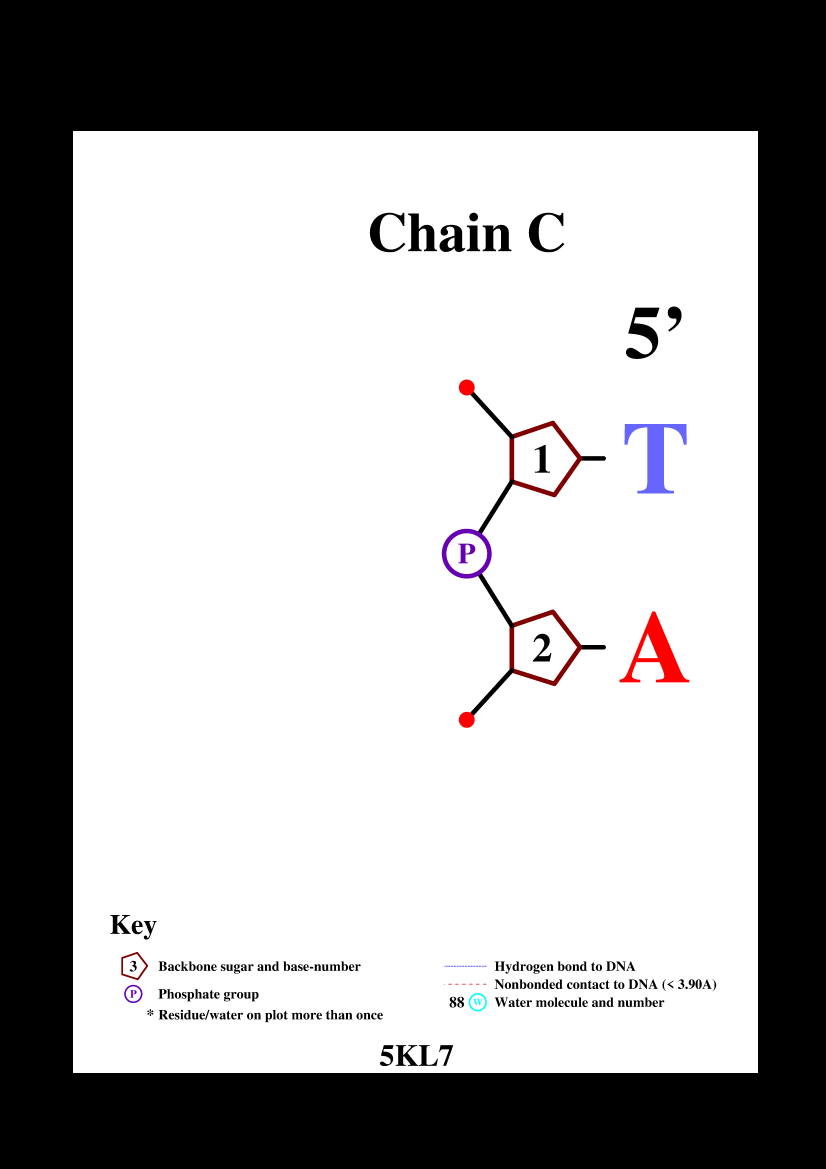 Chain C
5’
1 T
P
2 A
Key
3 Backbone sugar and base-number
P Phosphate group
* Residue/water on plot more than once
Hydrogen bond to DNA
Nonbonded contact to DNA (< 3.90A)
88 W Water molecule and number
5KL7